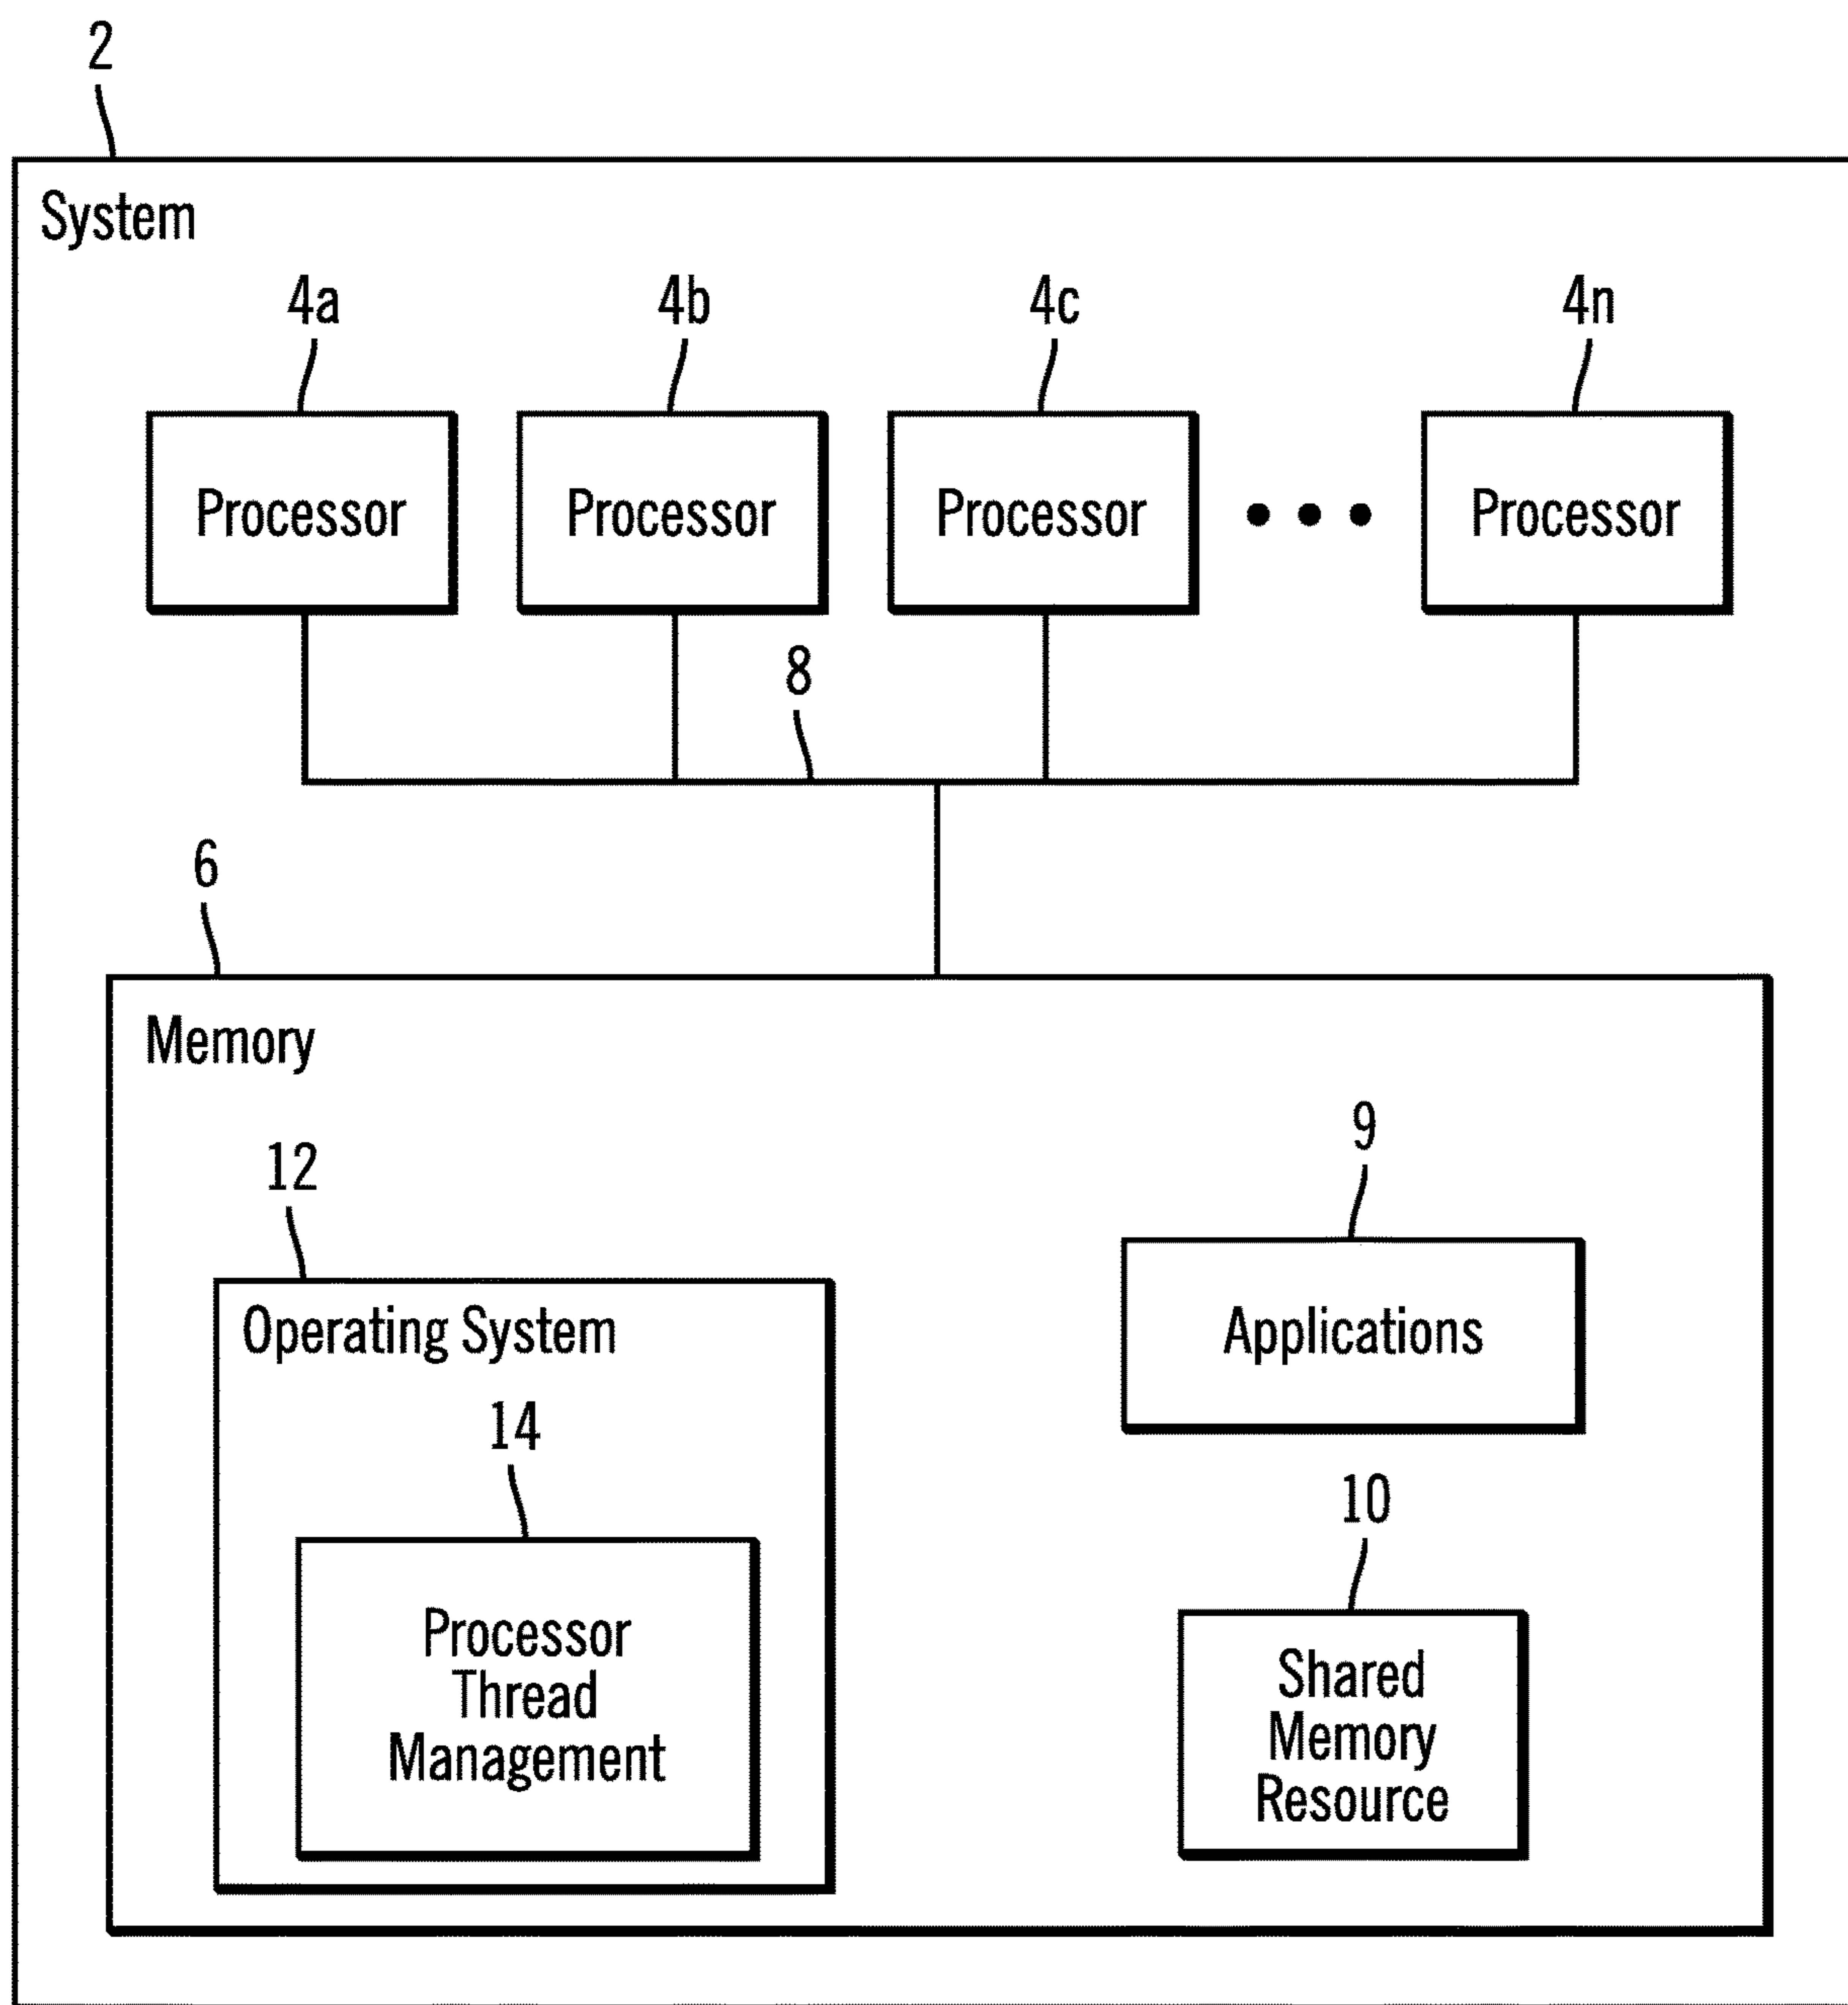 2
System
4a 4b 4c 4n
Processor Processor Processor • • • Processor
8
6
Memory
12
Operating System
14
Processor
Thread
Management
9
Applications
10
Shared
Memory
Resource